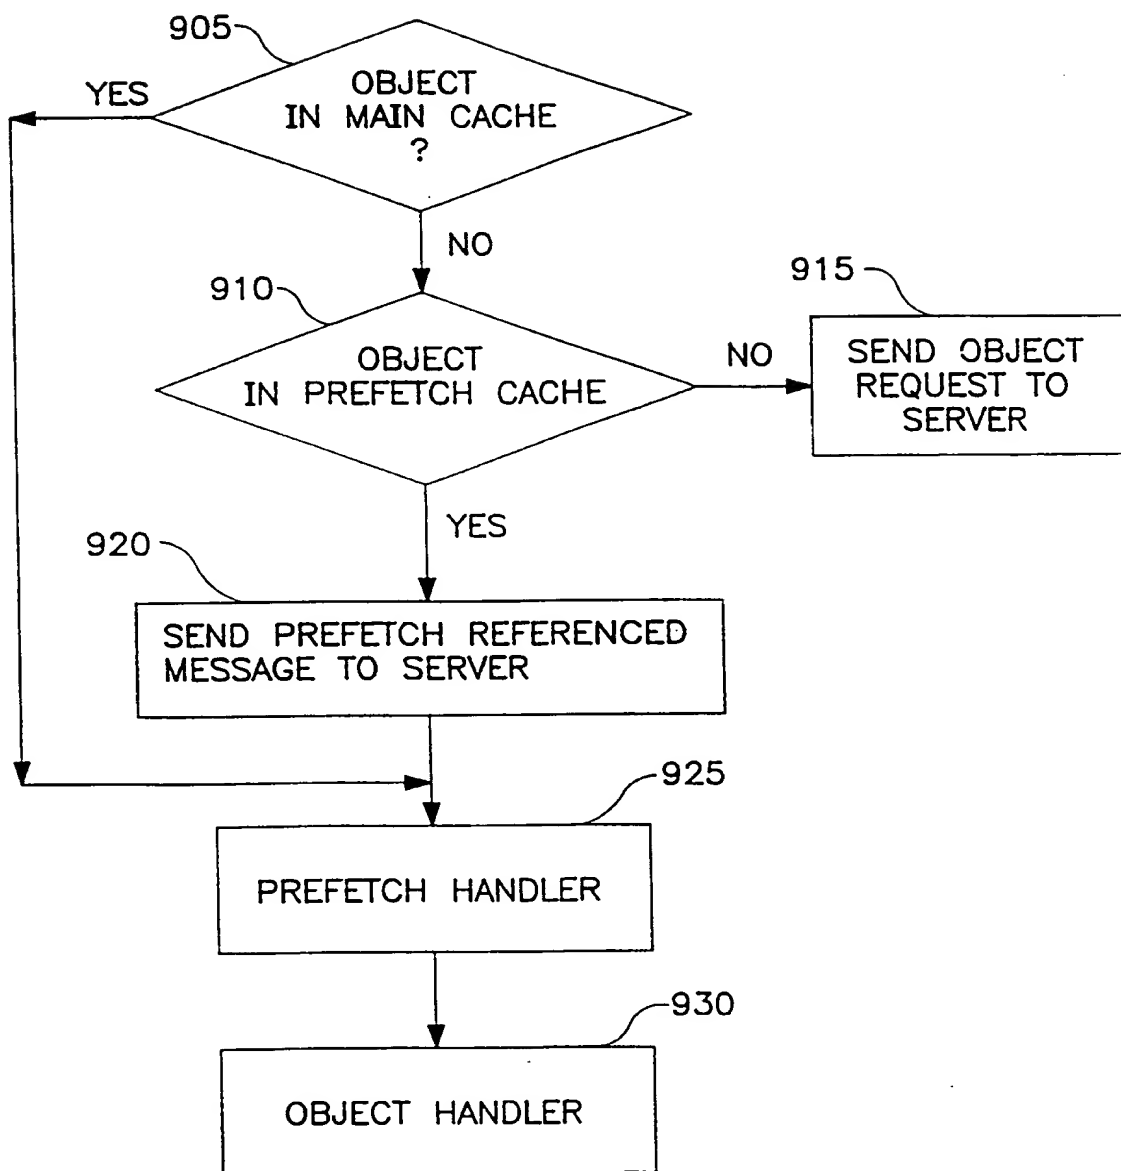 905
YES
OBJECT
IN MAIN CACHE
?
NO
910
OBJECT
IN PREFETCH CACHE
NO
915
SEND OBJECT
REQUEST TO
SERVER
YES
920
SEND PREFETCH REFERENCED
MESSAGE TO SERVER
925
PREFETCH HANDLER
930
OBJECT HANDLER